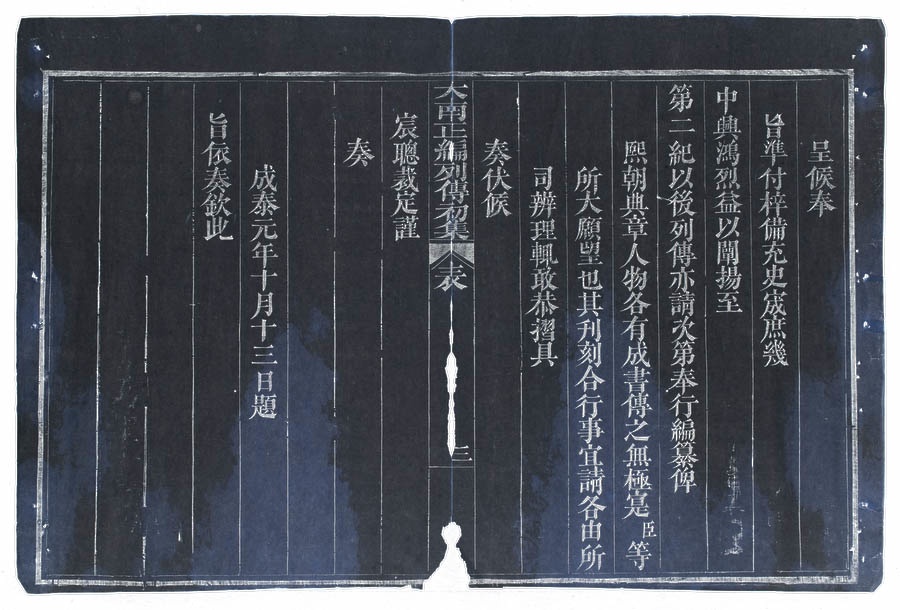 呈候奉
旨準付梓備充史宬庶幾
中興鴻烈益以闡揚至
第二紀以後列傳亦請次第奉行編纂俾
熙朝典章人物各有成書傳之無極寔臣等
所大願望也其刊刻合行事宜請各由所
司辨理輒敢恭摺具
奏伏候
大南正編列傳初集 表 三
宸聰裁定謹
奏
成泰元年十月十三日題
旨依奏欽此